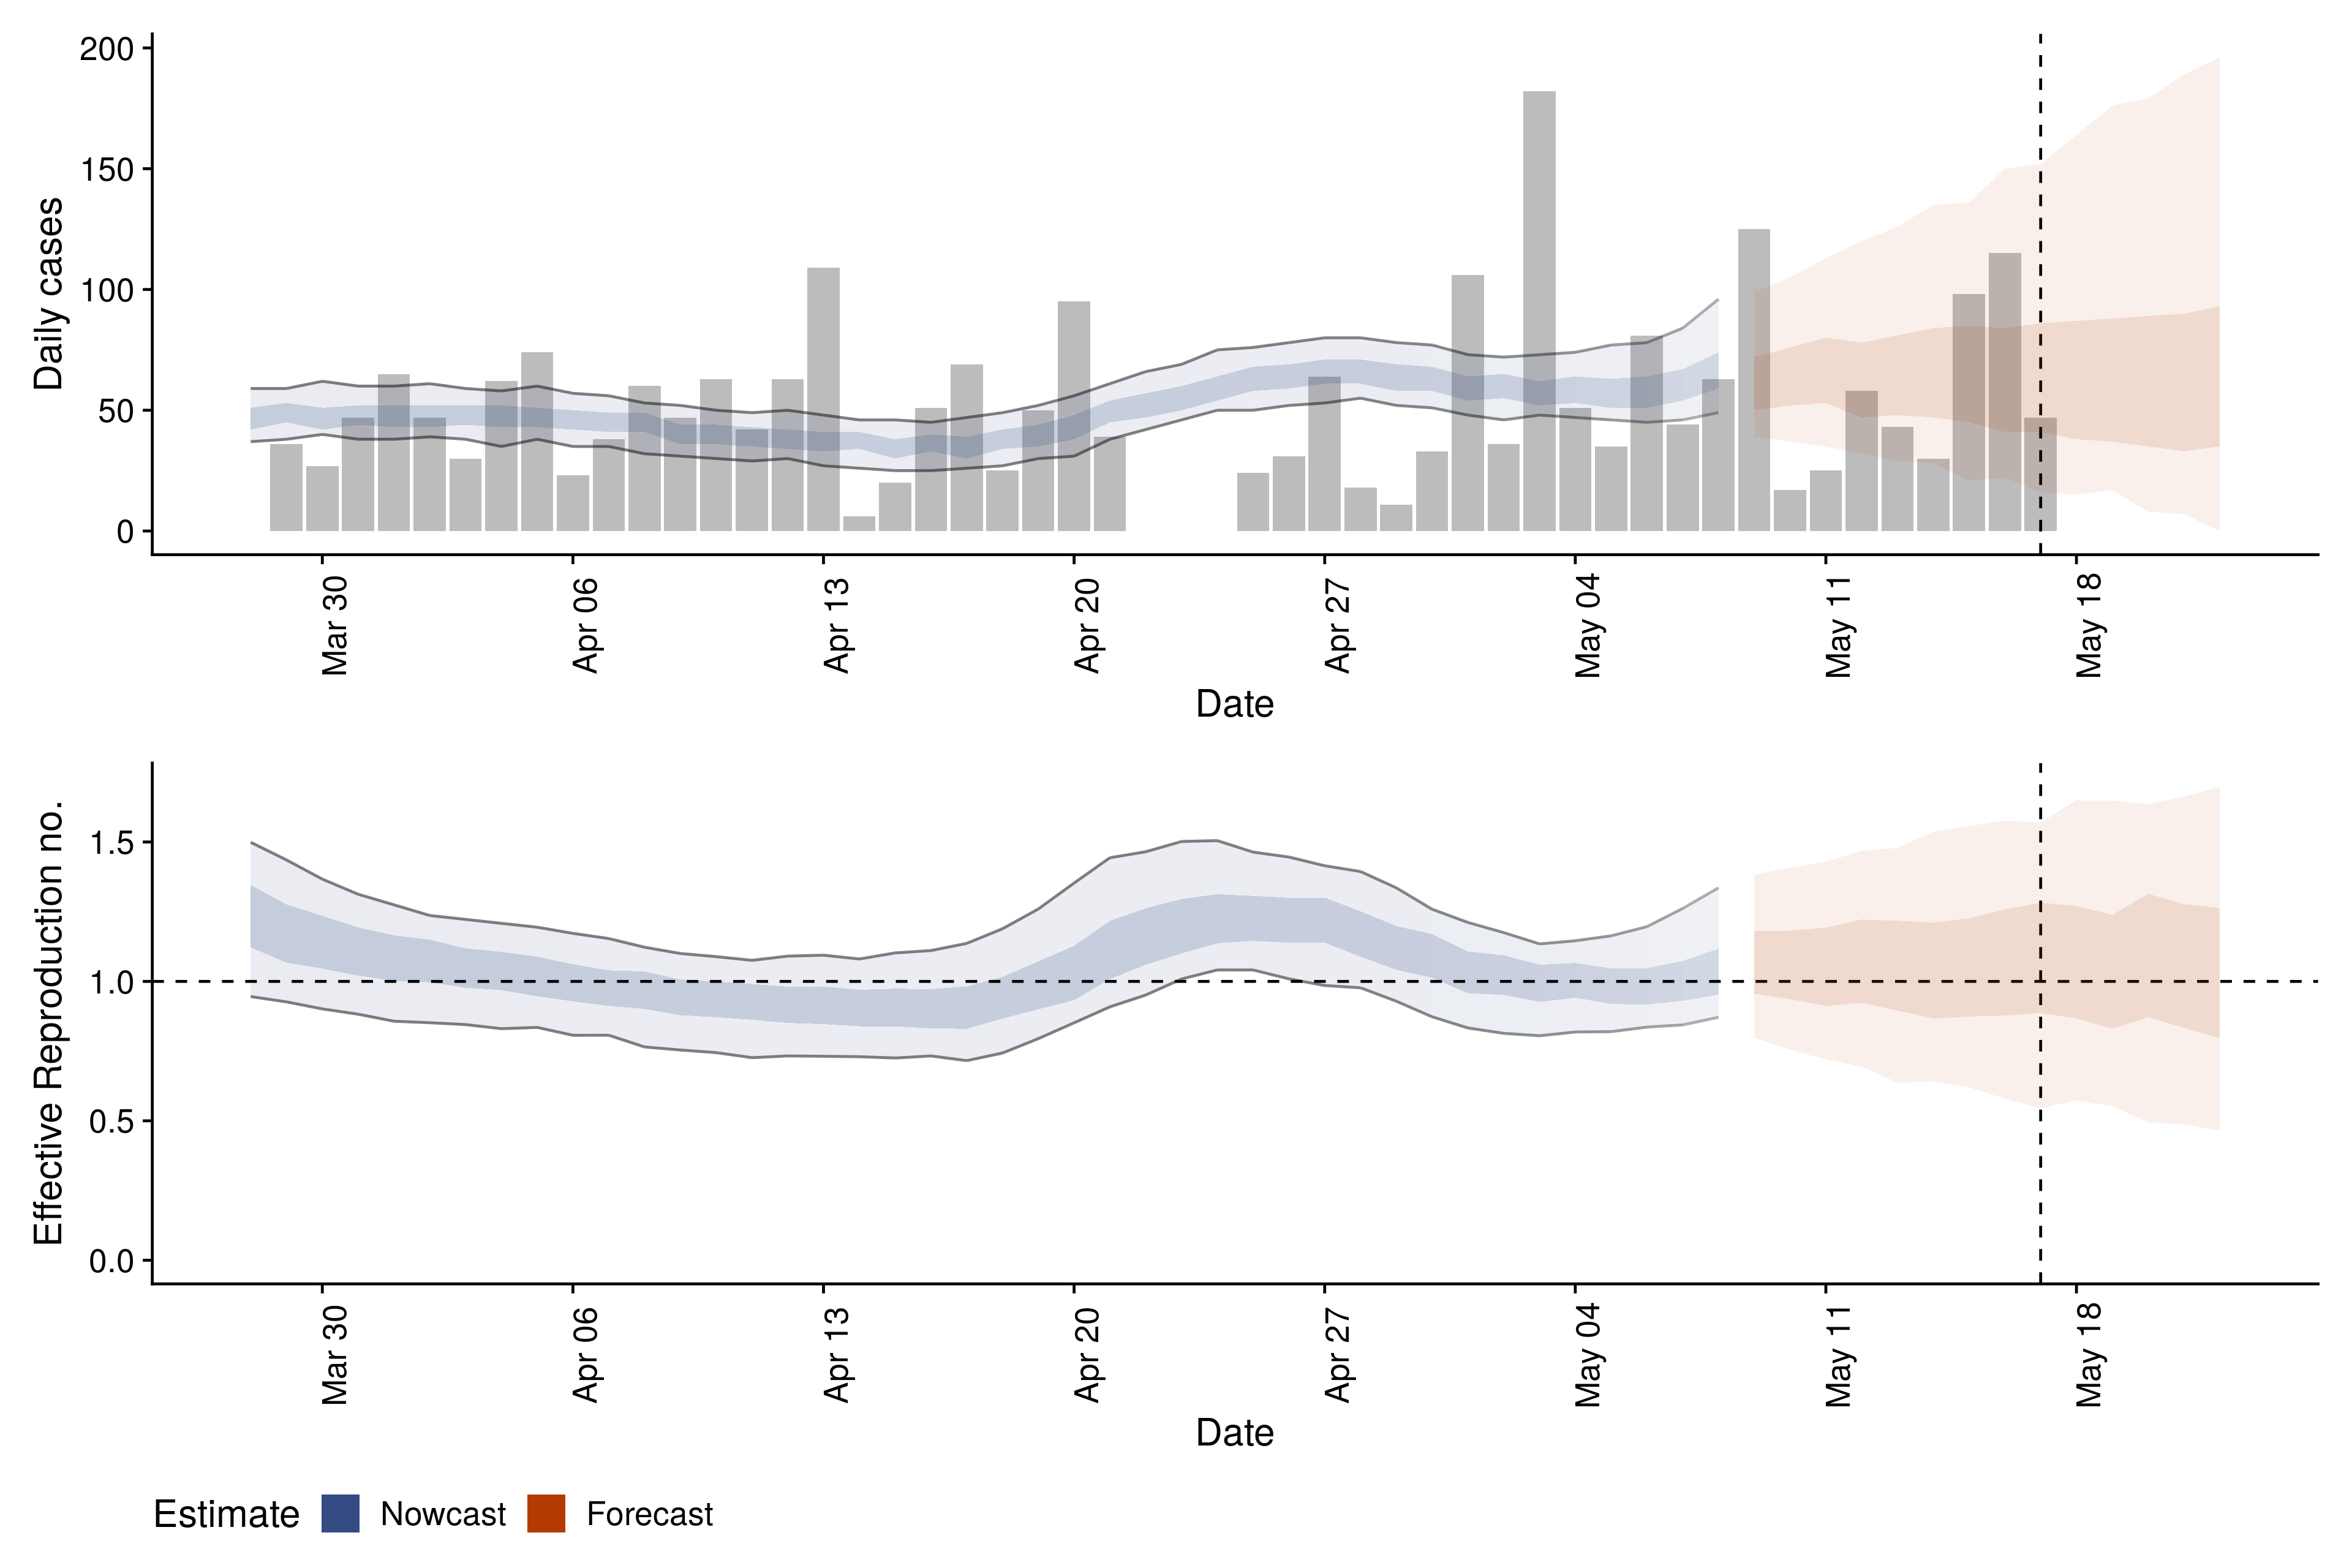 Daily cases
200
150
100
50
0
Mar 30
Apr 06
Apr 13
Apr 20
Apr 27
May 04
May 11
May 18
Date
Effective Reproduction no.
1.5
1.0
0.5
0.0
Mar 30
Apr 06
Apr 13
Apr 20
Apr 27
May 04
May 11
May 18
Date
Estimate Nowcast Forecast